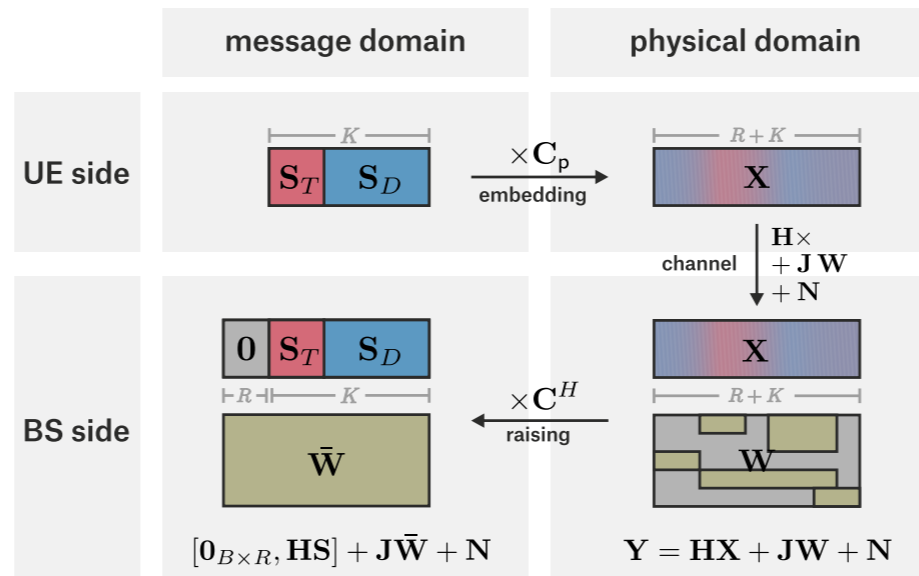 message domain
physical domain
UE side
K
S_T S_D
×C_p
embedding
R + K
X
channel
H×
+ J W
+ N
BS side
0 S_T S_D
R K
W̄
×C^H
raising
X
R + K
W
[0_{B×R}, HS] + JW̄ + N
Y = HX + JW + N